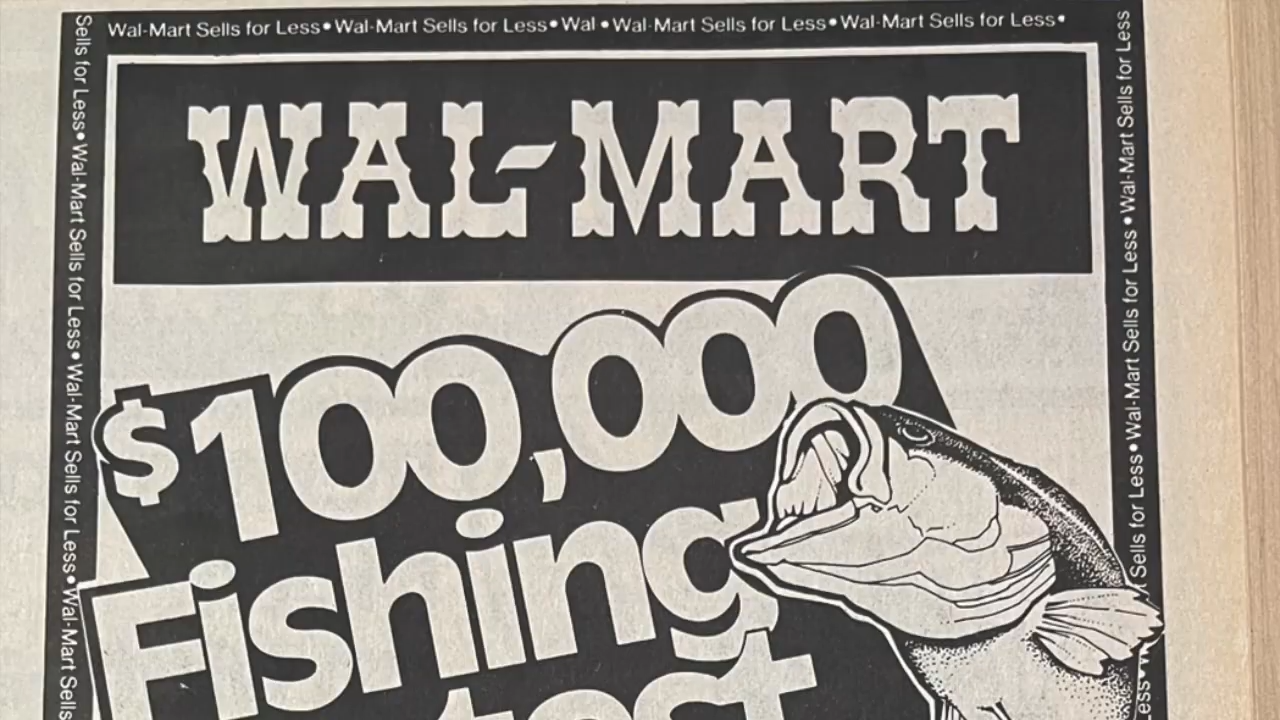 Wal-Mart Sells for Less• Wal-Mart Sells for Less• Wal • Wal-Mart Sells for Less• Wal-Mart Sells for Less•
Sells for Less• Wal-Mart Sells for Less• Wal-Mart Sells for Less• Wal-Mart Sells
WAL-MART
$100,000
Fishing
Sells for Less• Wal-Mart Sells for Less • Wal-Mart Sells for Less